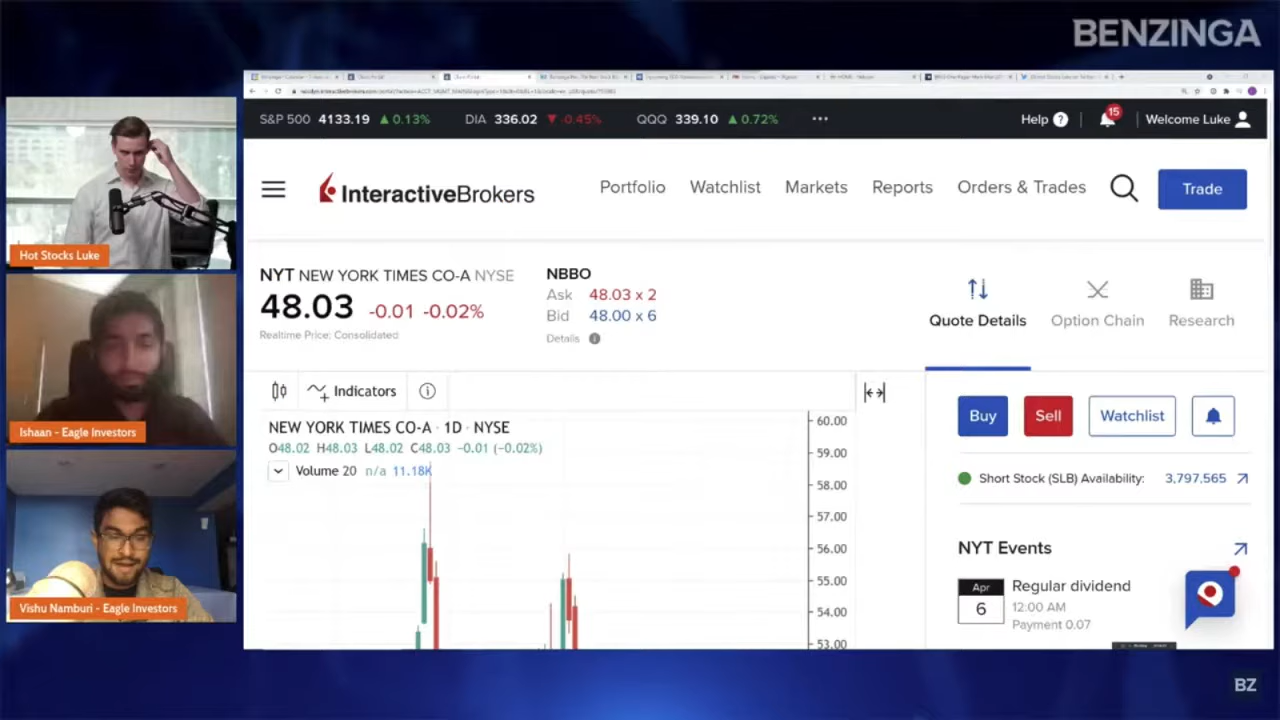 BENZINGA
S&P 500 4133.19 ▲ 0.13% DIA 336.02 ▼ -0.45% QQQ 339.10 ▲ 0.72% ••• Help ? 15 Welcome Luke
InteractiveBrokers Portfolio Watchlist Markets Reports Orders & Trades Trade
Hot Stocks Luke
Ishaan - Eagle Investors
Vishu Namburi - Eagle Investors
NYT NEW YORK TIMES CO-A NYSE
48.03 -0.01 -0.02%
Realtime Price: Consolidated
NBBO
Ask 48.03 x 2
Bid 48.00 x 6
Details
Quote Details Option Chain Research
Indicators
NEW YORK TIMES CO-A · 1D · NYSE
O48.02 H48.03 L48.02 C48.03 -0.01 (-0.02%)
Volume 20 n/a 11.18K
60.00
59.00
58.00
57.00
56.00
55.00
54.00
53.00
Buy Sell Watchlist
Short Stock (SLB) Availability: 3,797,565
NYT Events
Apr
6
Regular dividend
12:00 AM
Payment 0.07
BZ